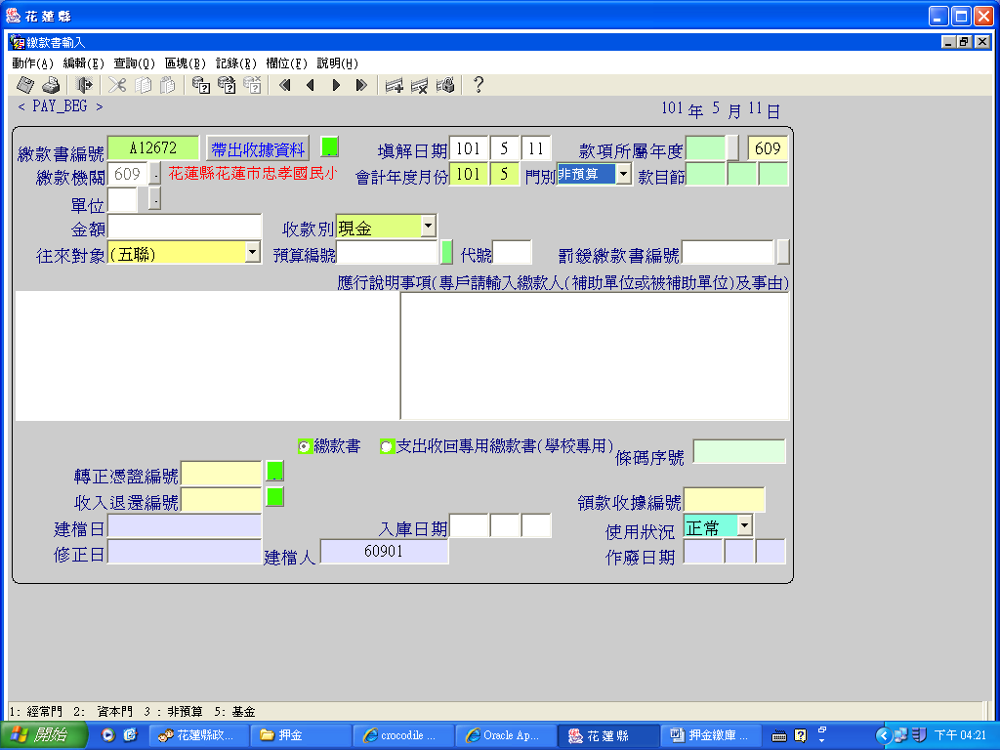 花蓮縣
繳款書輸入
動作(A) 編輯(E) 查詢(Q) 區塊(B) 記錄(R) 欄位(F) 說明(H)
< PAY_BEG > 101 年 5 月 11 日
繳款書編號 A12672 帶出收據資料 填解日期 101 5 11 款項所屬年度 609
繳款機關 609 花蓮縣花蓮市忠孝國民小 會計年度月份 101 5 門別 非預算 款目節
單位
金額 收款別 現金
往來對象 (五聯) 預算編號 代號 罰鍰繳款書編號
應行說明事項(專戶請輸入繳款人(補助單位或被補助單位)及事由)
繳款書 支出收回專用繳款書(學校專用) 條碼序號
轉正憑證編號
收入退還編號 領款收據編號
建檔日 入庫日期 使用狀況 正常
修正日 建檔人 60901 作廢日期
1: 經常門 2: 資本門 3 : 非預算 5: 基金
開始 花蓮縣政... 押金 crocodile ... Oracle Ap... 花蓮縣 押金繳庫 ... 下午 04:21